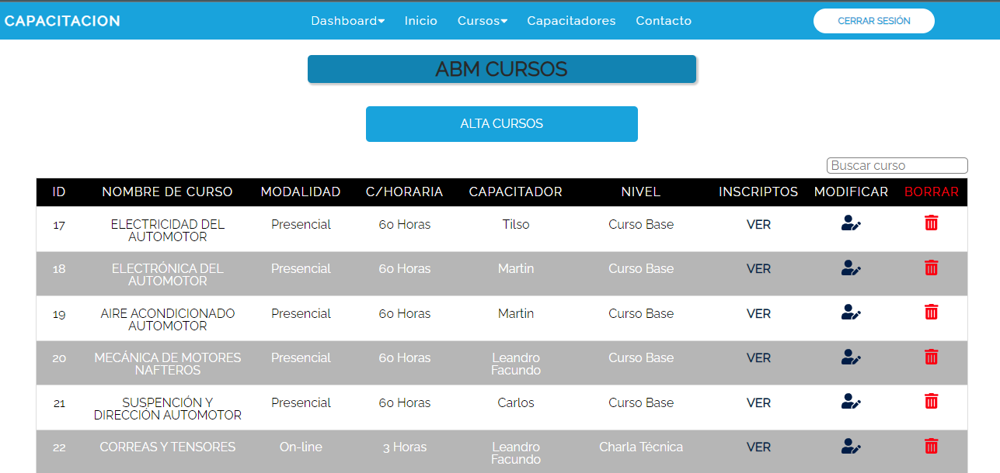 CAPACITACION Dashboard Inicio Cursos Capacitadores Contacto CERRAR SESIÓN
ABM CURSOS
ALTA CURSOS
Buscar curso
ID NOMBRE DE CURSO MODALIDAD C/HORARIA CAPACITADOR NIVEL INSCRIPTOS MODIFICAR BORRAR
17 ELECTRICIDAD DEL Presencial 60 Horas Tilso Curso Base VER
AUTOMOTOR
18 ELECTRÓNICA DEL Presencial 60 Horas Martin Curso Base VER
AUTOMOTOR
19 AIRE ACONDICIONADO Presencial 60 Horas Martin Curso Base VER
AUTOMOTOR
20 MECÁNICA DE MOTORES Presencial 60 Horas Leandro Curso Base VER
NAFTEROS Facundo
21 SUSPENCIÓN Y Presencial 60 Horas Carlos Curso Base VER
DIRECCIÓN AUTOMOTOR
22 CORREAS Y TENSORES On-line 3 Horas Leandro Charla Técnica VER
Facundo